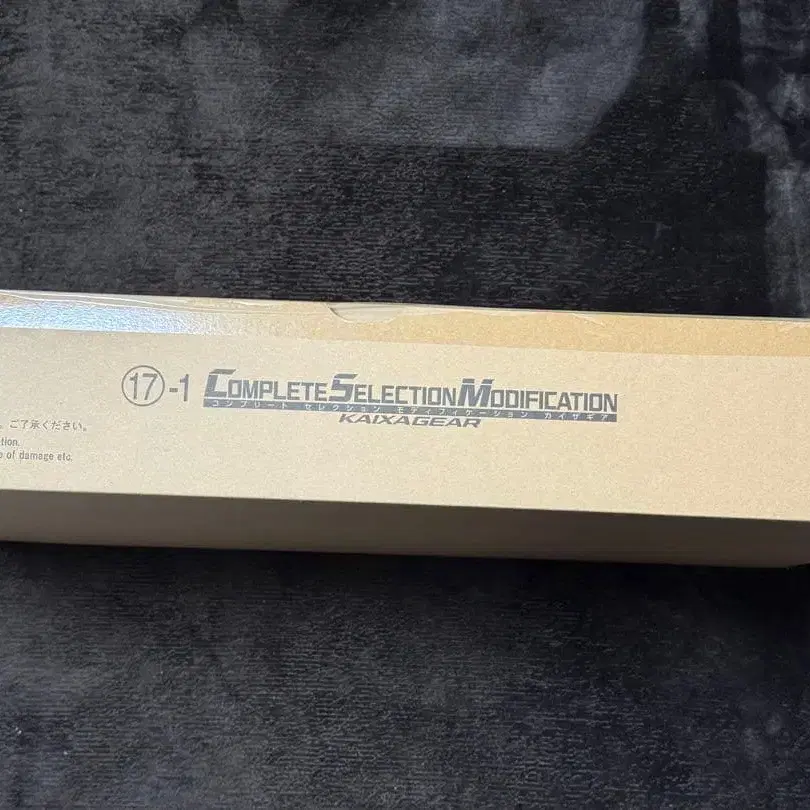 ⑰-1 COMPLETE SELECTION MODIFICATION
コンプリート セレクション モディフィケーション カイザギア
KAIXAGEAR
。ご了承ください。
tion.
e of damage etc.